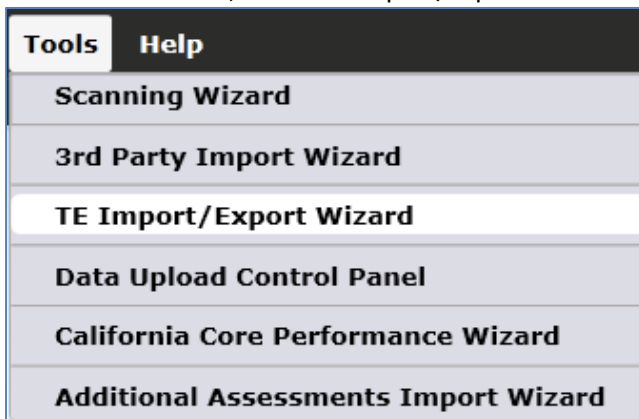 Tools Help
Scanning Wizard
3rd Party Import Wizard
TE Import/Export Wizard
Data Upload Control Panel
California Core Performance Wizard
Additional Assessments Import Wizard